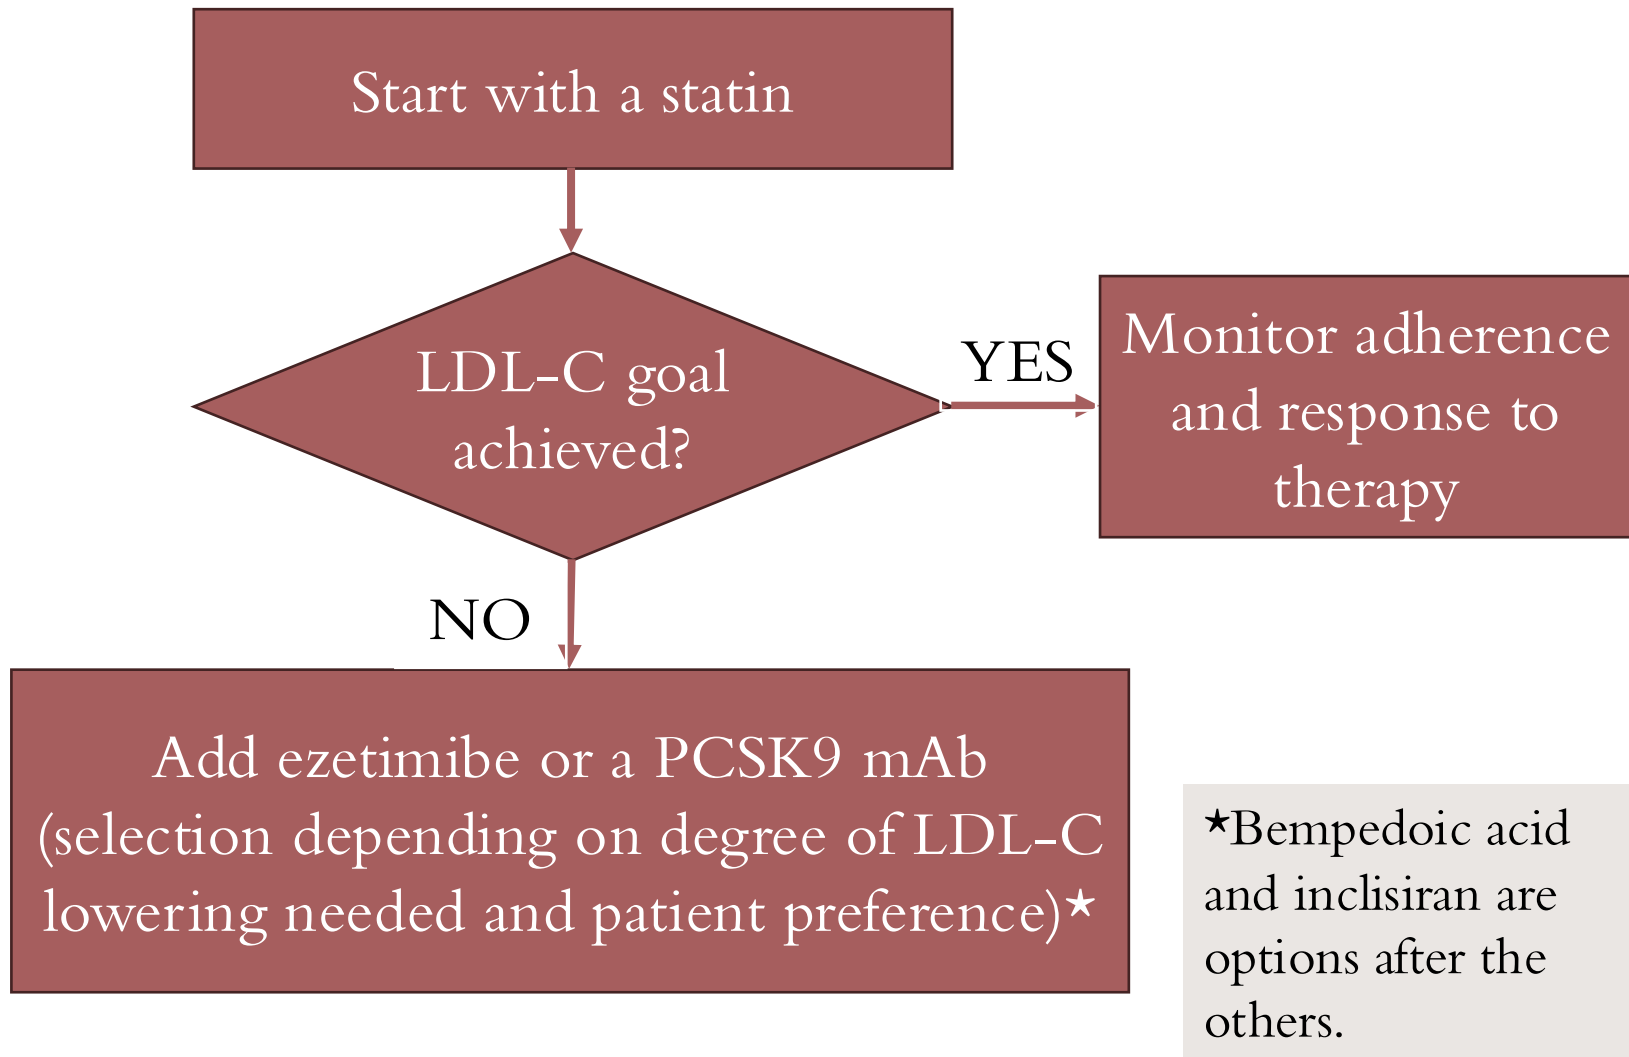 Start with a statin
LDL-C goal
achieved?
YES
Monitor adherence
and response to
therapy
NO
Add ezetimibe or a PCSK9 mAb
(selection depending on degree of LDL-C
lowering needed and patient preference)★
★Bempedoic acid
and inclisiran are
options after the
others.